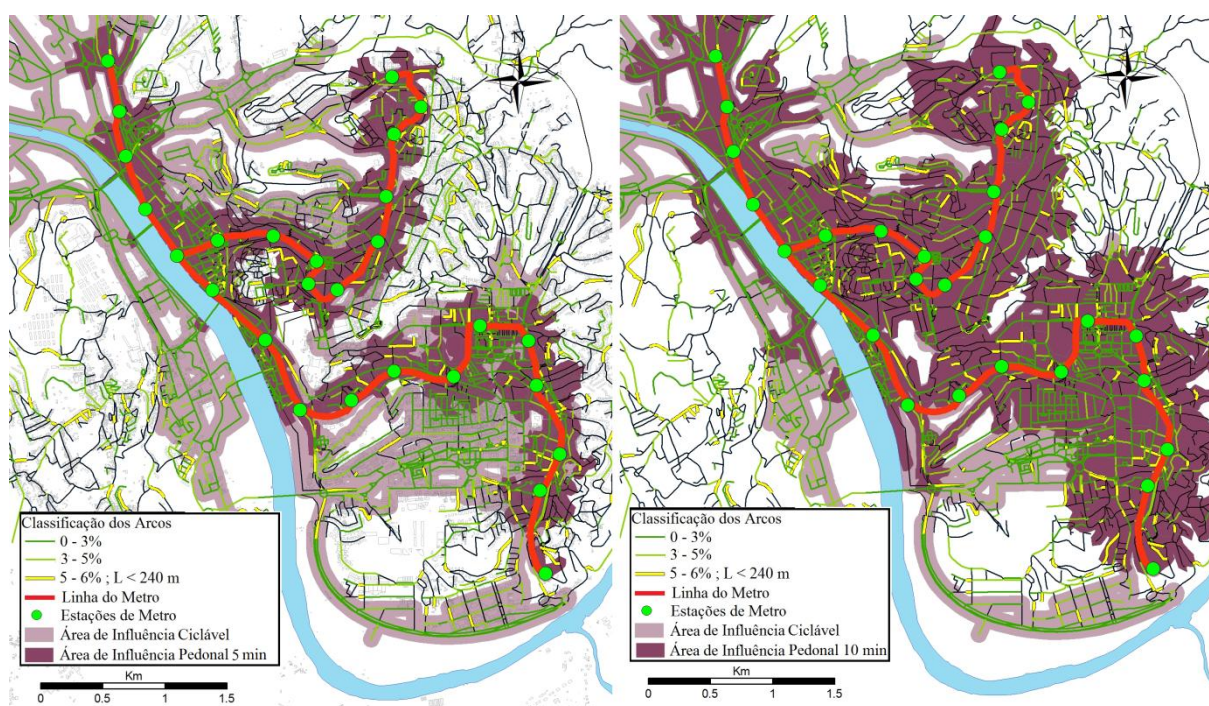 Classificação dos Arcos
0 - 3%
3 - 5%
5 - 6% ; L < 240 m
Linha do Metro
Estações de Metro
Área de Influência Ciclável
Área de Influência Pedonal 5 min
Km
0 0.5 1 1.5
Classificação dos Arcos
0 - 3%
3 - 5%
5 - 6% ; L < 240 m
Linha do Metro
Estações de Metro
Área de Influência Ciclável
Área de Influência Pedonal 10 min
Km
0 0.5 1 1.5